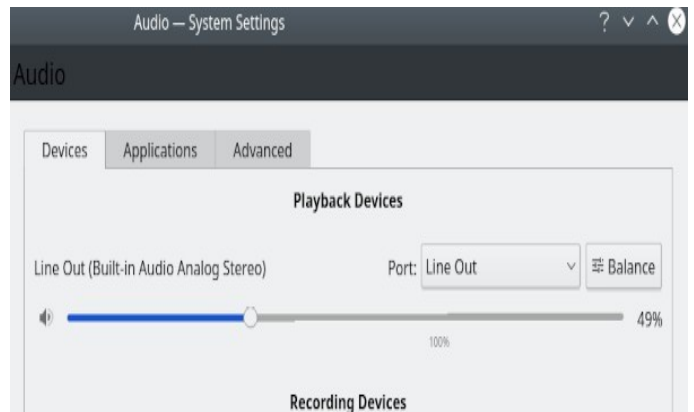 Audio — System Settings
Audio
Devices Applications Advanced
Playback Devices
Line Out (Built-in Audio Analog Stereo) Port: Line Out Balance
49%
100%
Recording Devices